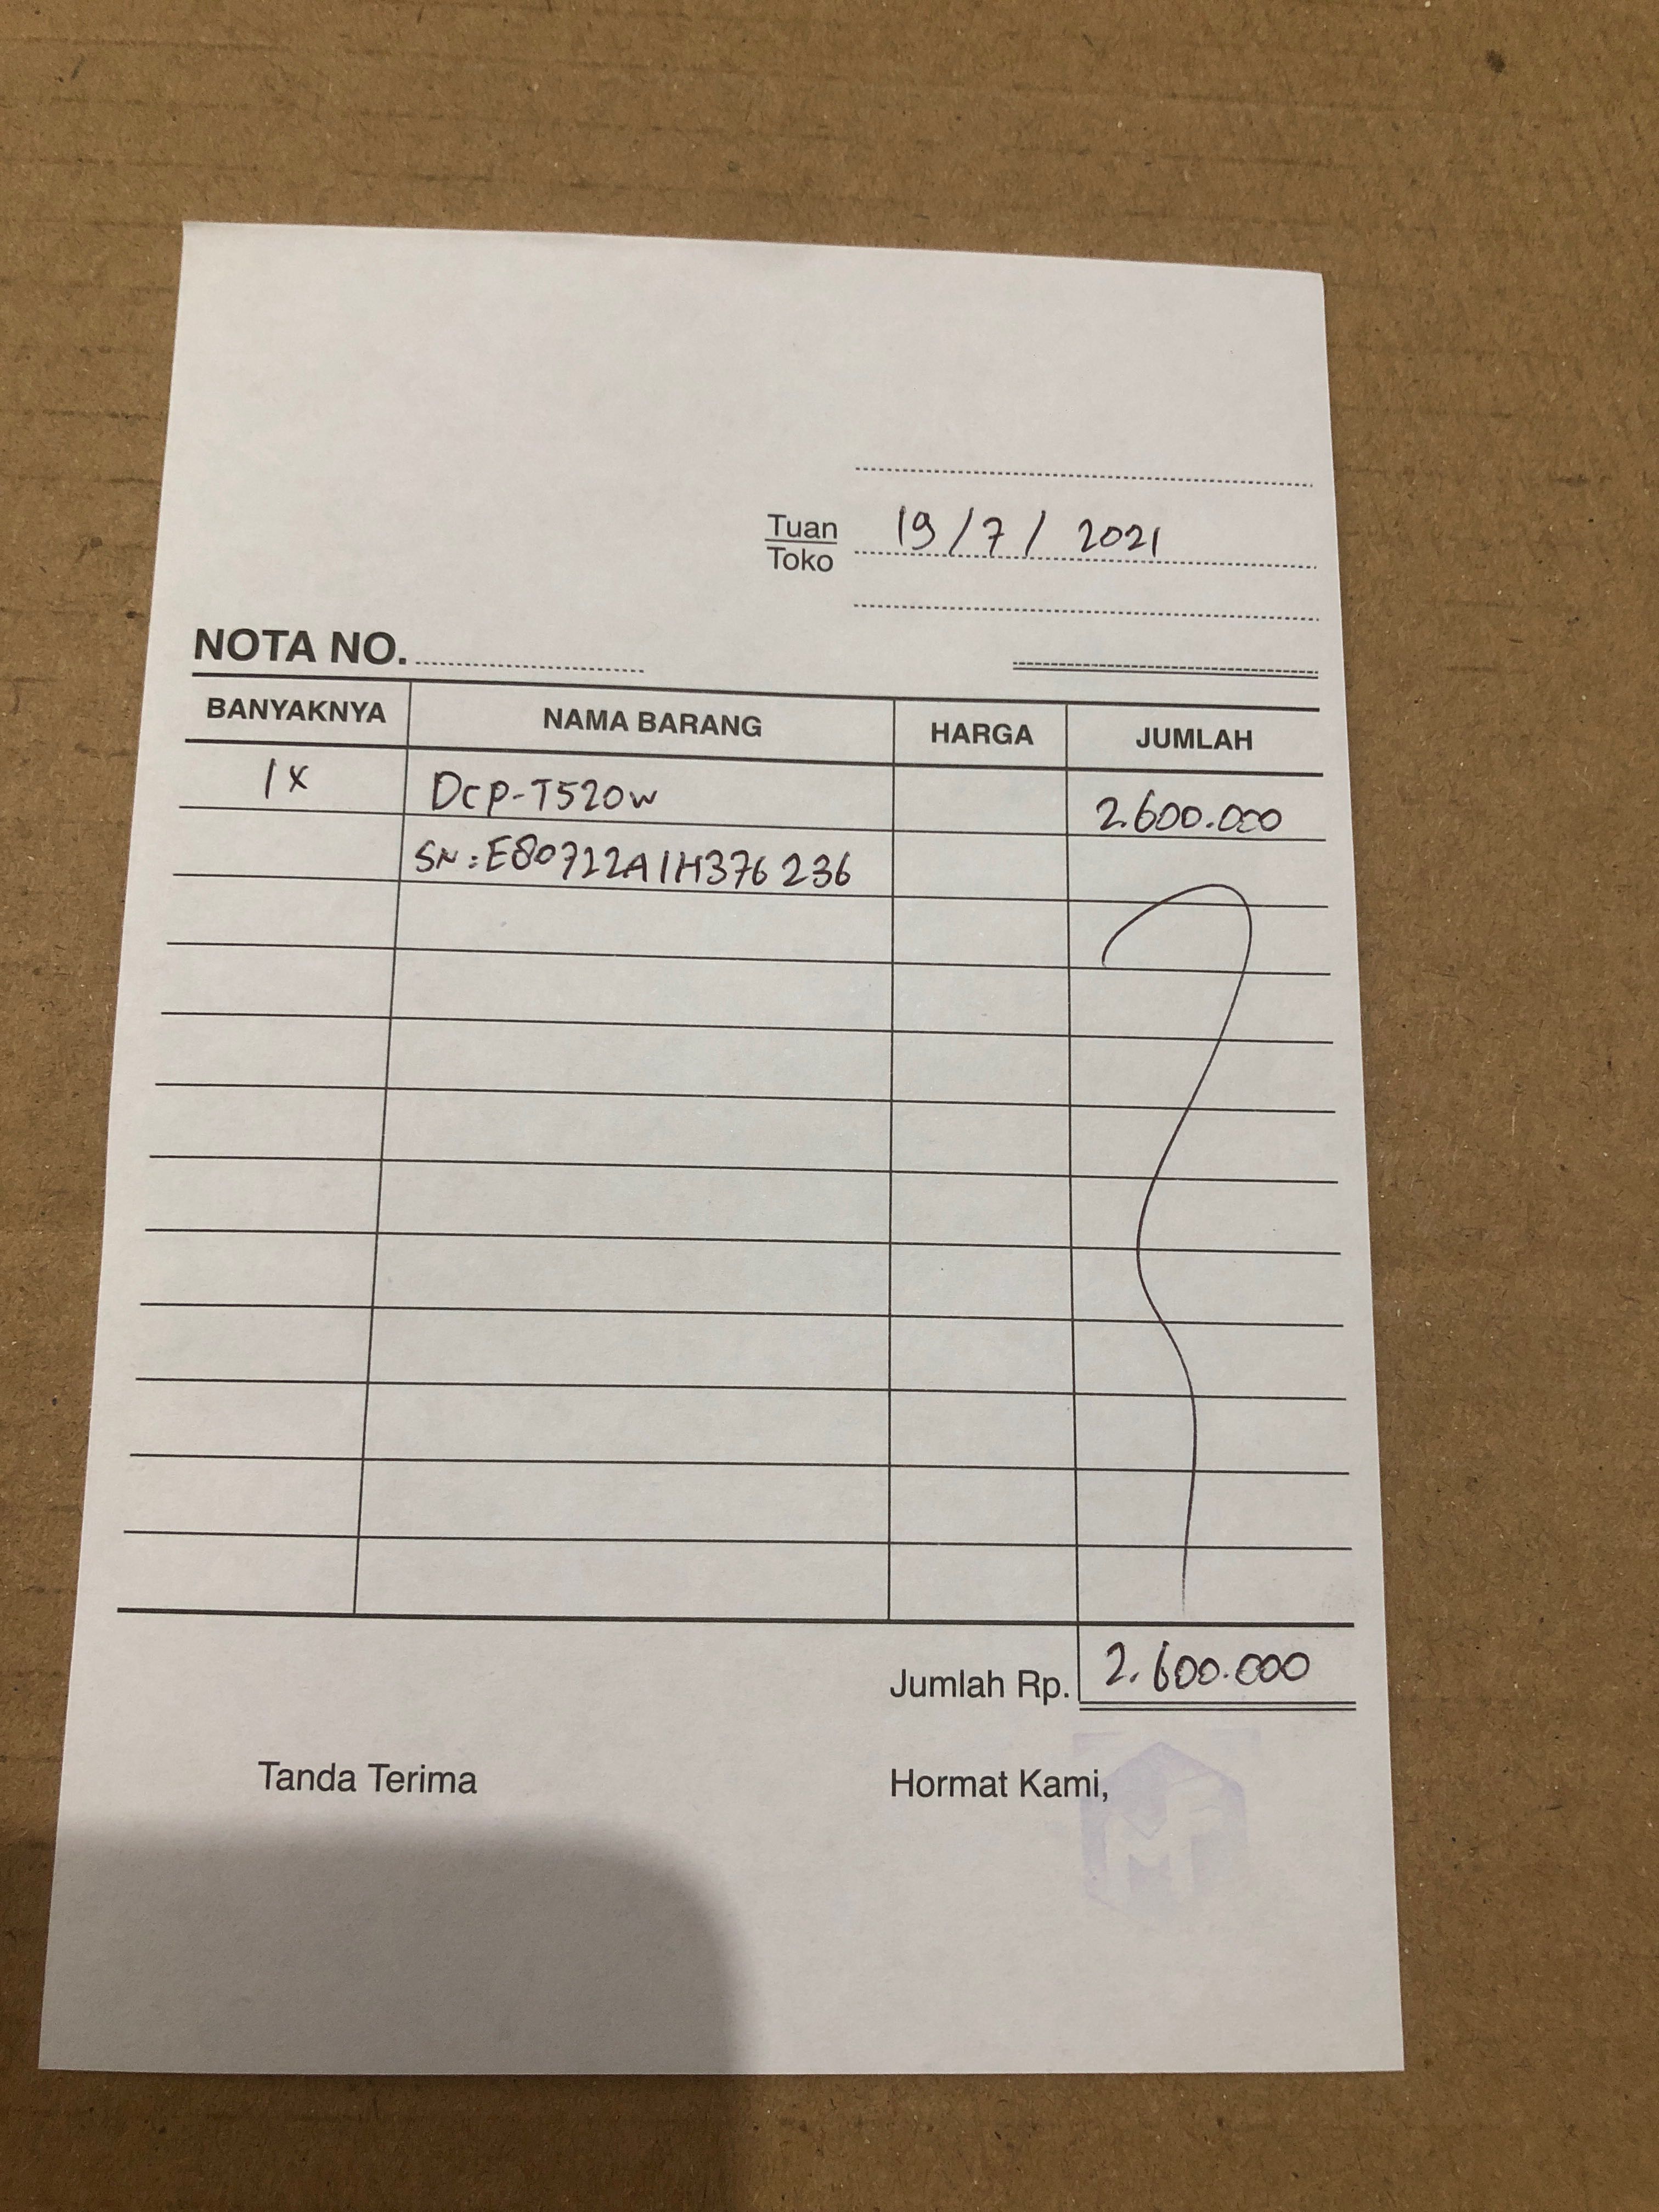 Tuan
Toko
19/7/2021
NOTA NO.
BANYAKNYA NAMA BARANG HARGA JUMLAH
1x Dcp-T520w 2.600.000
SN:E80722A1H376236
Jumlah Rp. 2.600.000
Tanda Terima Hormat Kami,
MF